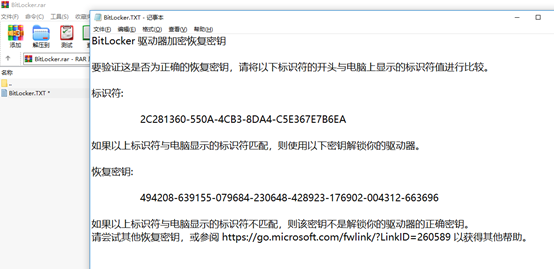 BitLocker.rar
文件(F) 命令(C) 工具(S) 收藏
添加 解压到 测试
BitLocker.rar - RAR
名称
..
BitLocker.TXT *
BitLocker.TXT - 记事本
文件(F) 编辑(E) 格式(O) 查看(V) 帮助(H)
BitLocker 驱动器加密恢复密钥
要验证这是否为正确的恢复密钥，请将以下标识符的开头与电脑上显示的标识符值进行比较。
标识符:
2C281360-550A-4CB3-8DA4-C5E367E7B6EA
如果以上标识符与电脑显示的标识符匹配，则使用以下密钥解锁你的驱动器。
恢复密钥:
494208-639155-079684-230648-428923-176902-004312-663696
如果以上标识符与电脑显示的标识符不匹配，则该密钥不是解锁你的驱动器的正确密钥。
请尝试其他恢复密钥，或参阅 https://go.microsoft.com/fwlink/?LinkID=260589 以获得其他帮助。